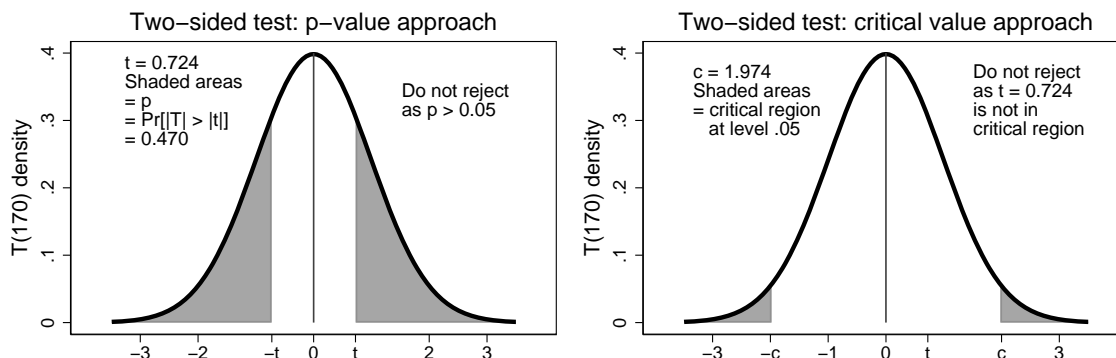 Two−sided test: p−value approach
t = 0.724
Shaded areas
= p
= Pr[|T| > |t|]
= 0.470
Do not reject
as p > 0.05
T(170) density
.4
.3
.2
.1
0
−3 −2 −t 0 t 2 3
Two−sided test: critical value approach
c = 1.974
Shaded areas
= critical region
at level .05
Do not reject
as t = 0.724
is not in
critical region
T(170) density
.4
.3
.2
.1
0
−3 −c −1 0 t c 3